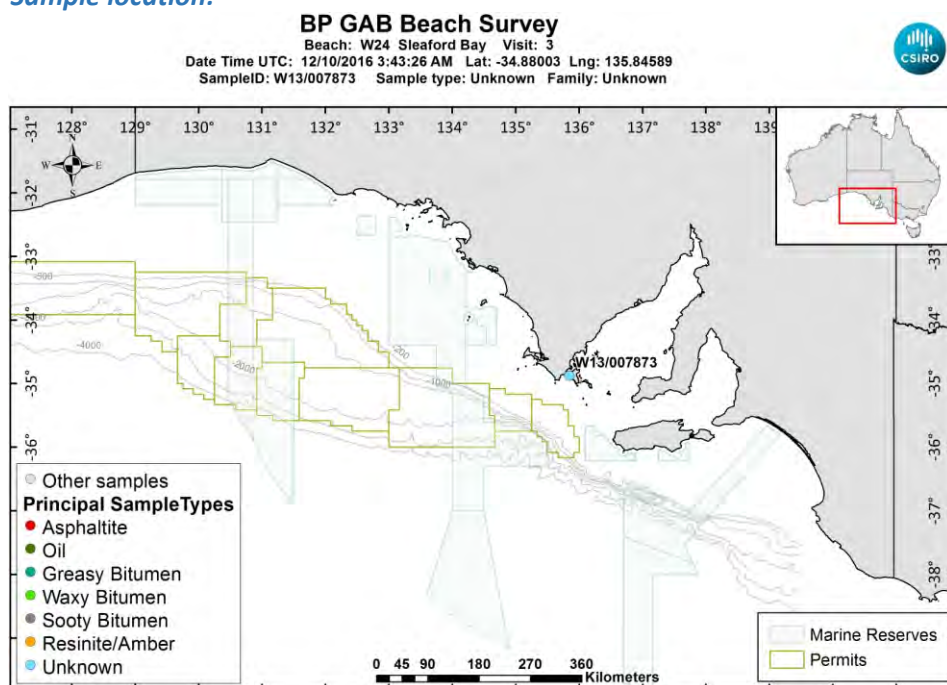 Sample location:
BP GAB Beach Survey
Beach: W24 Sleaford Bay Visit: 3
Date Time UTC: 12/10/2016 3:43:26 AM Lat: -34.88003 Lng: 135.84589
SampleID: W13/007873 Sample type: Unknown Family: Unknown
CSIRO
128° 129° 130° 131° 132° 133° 134° 135° 136° 137° 138° 139
-31°
-31°
N
W E
S
-32°
-32°
-33°
-33°
-34°
-34°
-35°
-35°
-36°
-36°
-37°
-37°
-38°
-38°
-4000
-2000
-200
-1000
W13/007873
Other samples
Principal SampleTypes
Asphaltite
Oil
Greasy Bitumen
Waxy Bitumen
Sooty Bitumen
Resinite/Amber
Unknown
0 45 90 180 270 360
Kilometers
Marine Reserves
Permits